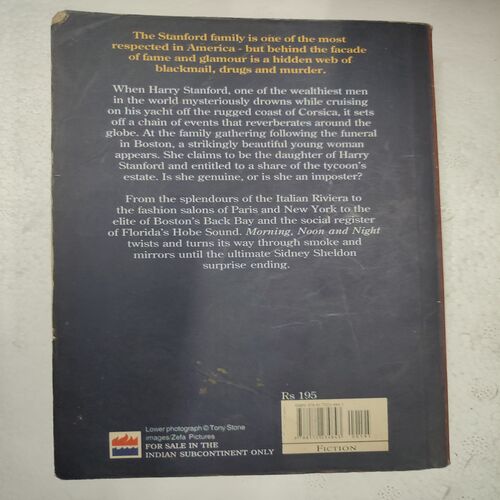 The Stanford family is one of the most
respected in America - but behind the facade
of fame and glamour is a hidden web of
blackmail, drugs and murder.
When Harry Stanford, one of the wealthiest men
in the world mysteriously drowns while cruising
on his yacht off the rugged coast of Corsica, it sets
off a chain of events that reverberates around the
globe. At the family gathering following the funeral
in Boston, a strikingly beautiful young woman
appears. She claims to be the daughter of Harry
Stanford and entitled to a share of the tycoon's
estate. Is she genuine, or is she an imposter?
From the splendours of the Italian Riviera to
the fashion salons of Paris and New York to the
elite of Boston's Back Bay and the social register
of Florida's Hobe Sound. Morning, Noon and Night
twists and turns its way through smoke and
mirrors until the ultimate Sidney Sheldon
surprise ending.
Rs 195
Lower photograph © Tony Stone
images/Zefa Pictures
FOR SALE IN THE
INDIAN SUBCONTINENT ONLY
FICTION